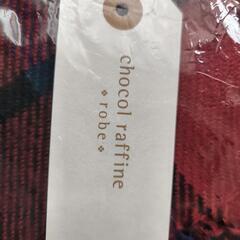 chocol raffine
❖ robe ❖